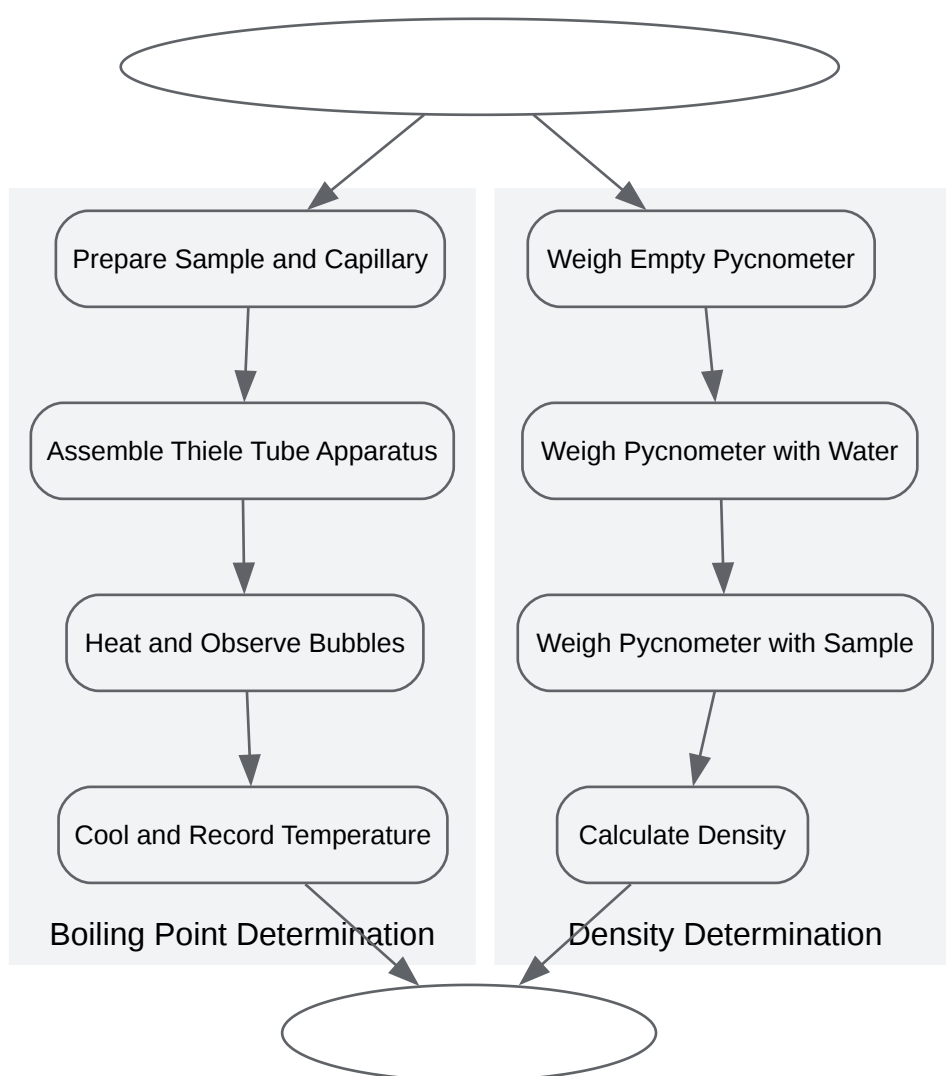 Prepare Sample and Capillary
Assemble Thiele Tube Apparatus
Heat and Observe Bubbles
Cool and Record Temperature
Boiling Point Determination
Weigh Empty Pycnometer
Weigh Pycnometer with Water
Weigh Pycnometer with Sample
Calculate Density
Density Determination